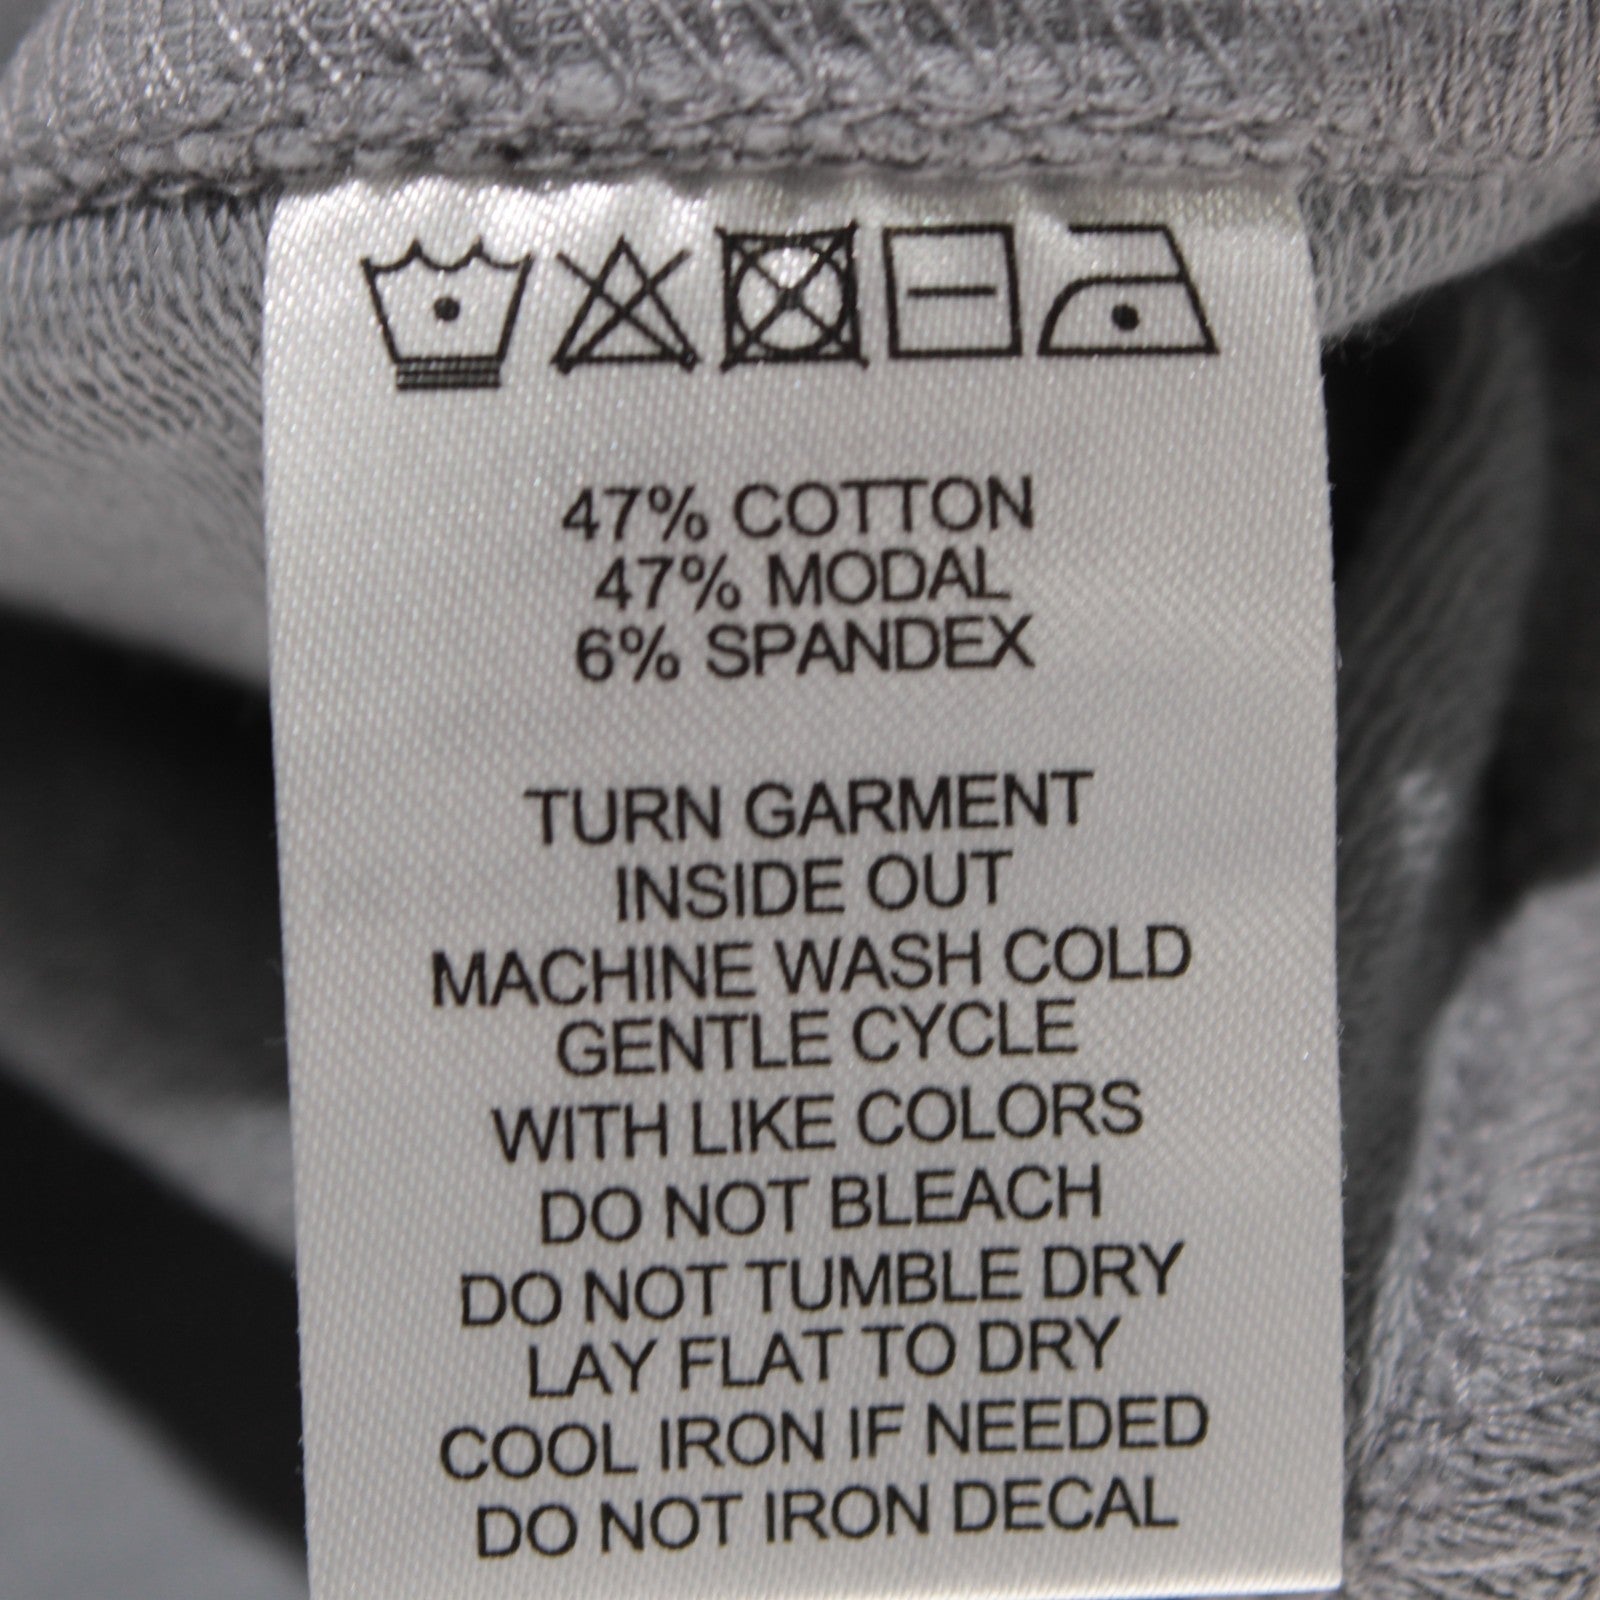 47% COTTON
47% MODAL
6% SPANDEX
TURN GARMENT
INSIDE OUT
MACHINE WASH COLD
GENTLE CYCLE
WITH LIKE COLORS
DO NOT BLEACH
DO NOT TUMBLE DRY
LAY FLAT TO DRY
COOL IRON IF NEEDED
DO NOT IRON DECAL